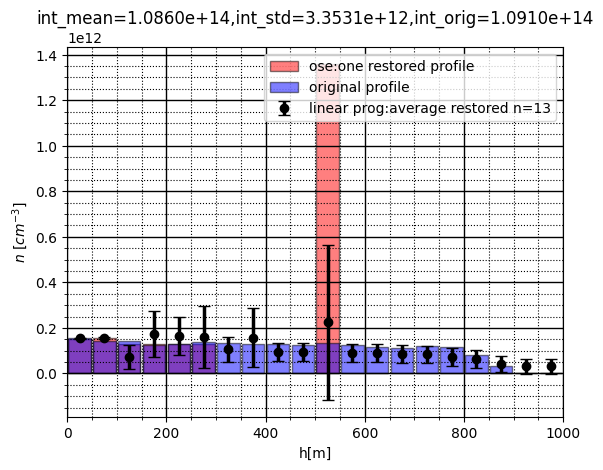 int_mean=1.0860e+14,int_std=3.3531e+12,int_orig=1.0910e+14
1e12
ose:one restored profile
original profile
linear prog:average restored n=13
1.4
1.2
1.0
0.8
0.6
0.4
0.2
0.0
n [cm⁻³]
0 200 400 600 800 1000
h[m]